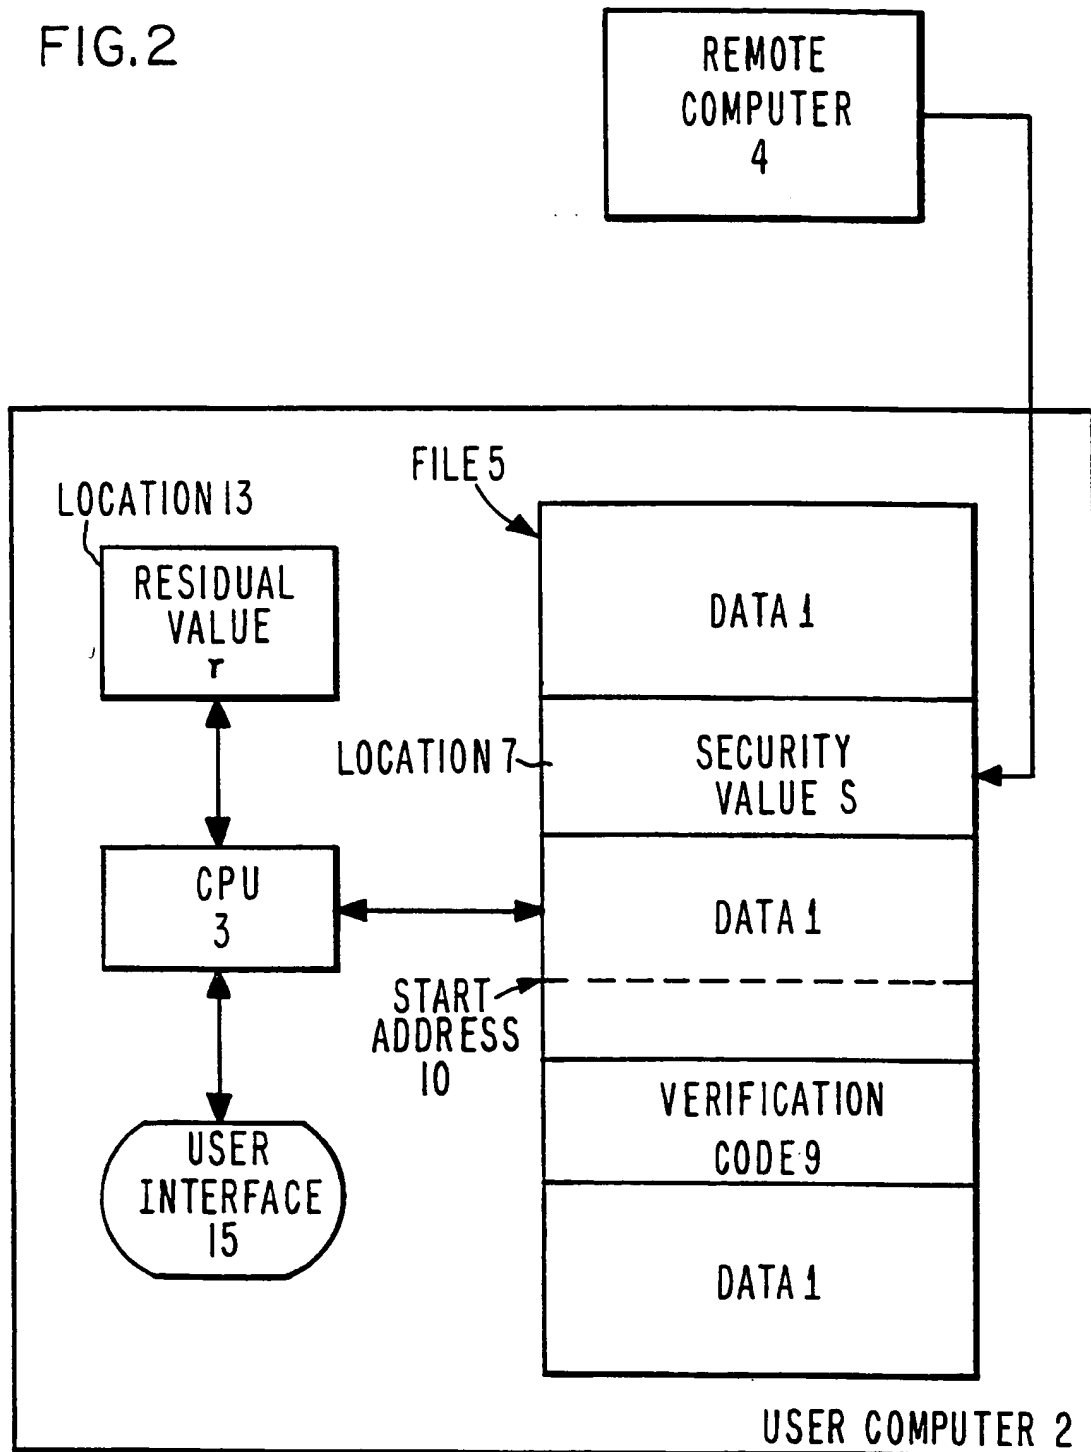 FIG.2
REMOTE
COMPUTER
4
FILE 5
LOCATION 13
RESIDUAL
VALUE
r
DATA 1
LOCATION 7
SECURITY
VALUE S
CPU
3
DATA 1
START
ADDRESS
10
VERIFICATION
CODE 9
USER
INTERFACE
15
DATA 1
USER COMPUTER 2